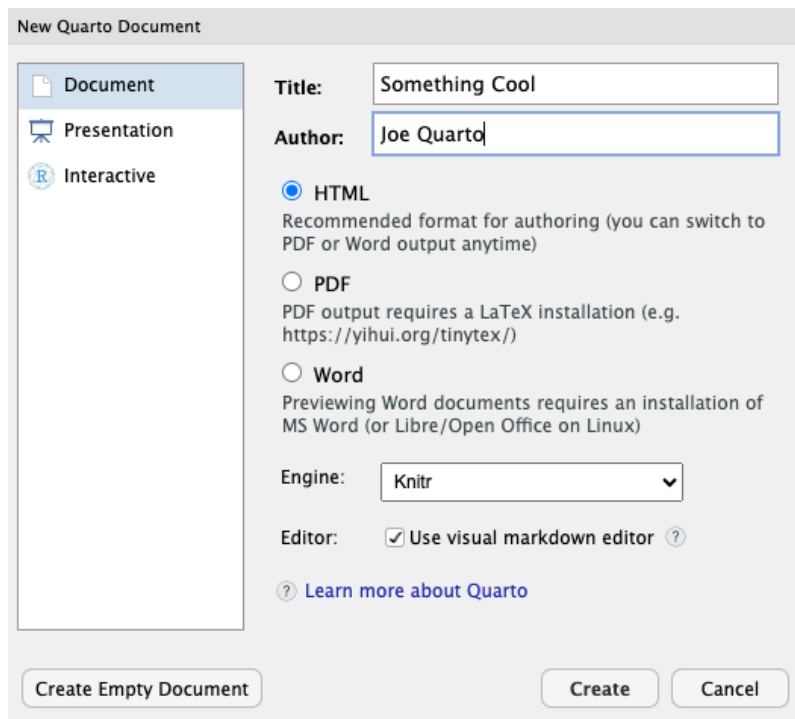 New Quarto Document
Document
Presentation
R Interactive
Title: Something Cool
Author: Joe Quarto
HTML
Recommended format for authoring (you can switch to
PDF or Word output anytime)
PDF
PDF output requires a LaTeX installation (e.g.
https://yihui.org/tinytex/)
Word
Previewing Word documents requires an installation of
MS Word (or Libre/Open Office on Linux)
Engine: Knitr
Editor: Use visual markdown editor ?
? Learn more about Quarto
Create Empty Document Create Cancel